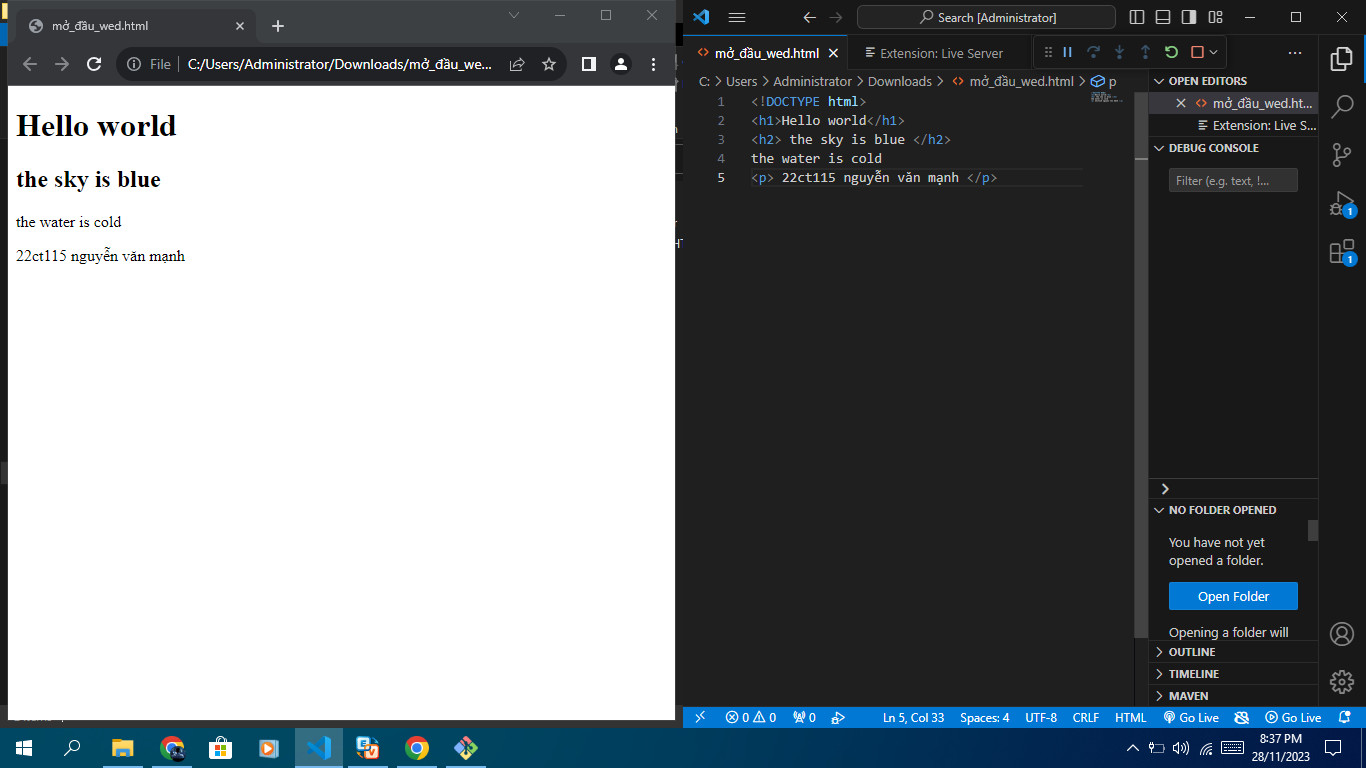 mở_đầu_wed.html
File
C:/Users/Administrator/Downloads/mở_đầu_we...
Hello world
the sky is blue
the water is cold
22ct115 nguyễn văn mạnh
Search [Administrator]
mở_đầu_wed.html
Extension: Live Server
C: > Users > Administrator > Downloads > mở_đầu_wed.html > p
1 <!DOCTYPE html>
2 <h1>Hello world</h1>
3 <h2> the sky is blue </h2>
4 the water is cold
5 <p> 22ct115 nguyễn văn mạnh </p>
OPEN EDITORS
mở_đầu_wed.ht...
Extension: Live S...
DEBUG CONSOLE
Filter (e.g. text, !...
1
1
NO FOLDER OPENED
You have not yet
opened a folder.
Open Folder
Opening a folder will
OUTLINE
TIMELINE
MAVEN
0 0 0 Ln 5, Col 33 Spaces: 4 UTF-8 CRLF HTML Go Live Go Live
8:37 PM
28/11/2023